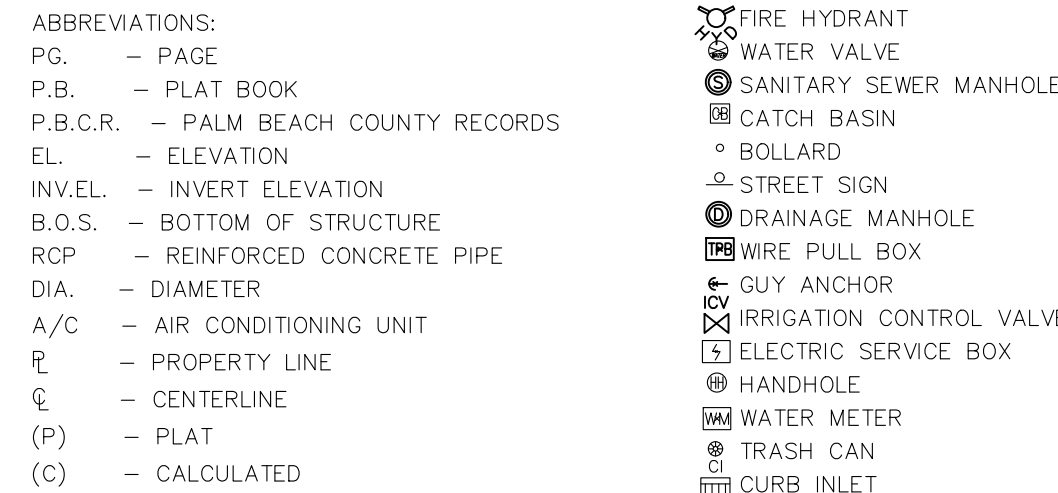 ABBREVIATIONS:
PG. – PAGE
P.B. – PLAT BOOK
P.B.C.R. – PALM BEACH COUNTY RECORDS
EL. – ELEVATION
INV.EL. – INVERT ELEVATION
B.O.S. – BOTTOM OF STRUCTURE
RCP – REINFORCED CONCRETE PIPE
DIA. – DIAMETER
A/C – AIR CONDITIONING UNIT
⅊ – PROPERTY LINE
℄ – CENTERLINE
(P) – PLAT
(C) – CALCULATED
HYD FIRE HYDRANT
WATER VALVE
S SANITARY SEWER MANHOLE
CB CATCH BASIN
BOLLARD
STREET SIGN
D DRAINAGE MANHOLE
TPB WIRE PULL BOX
GUY ANCHOR
ICV
IRRIGATION CONTROL VALVE
ELECTRIC SERVICE BOX
HH HANDHOLE
WM WATER METER
TRASH CAN
CI
CURB INLET